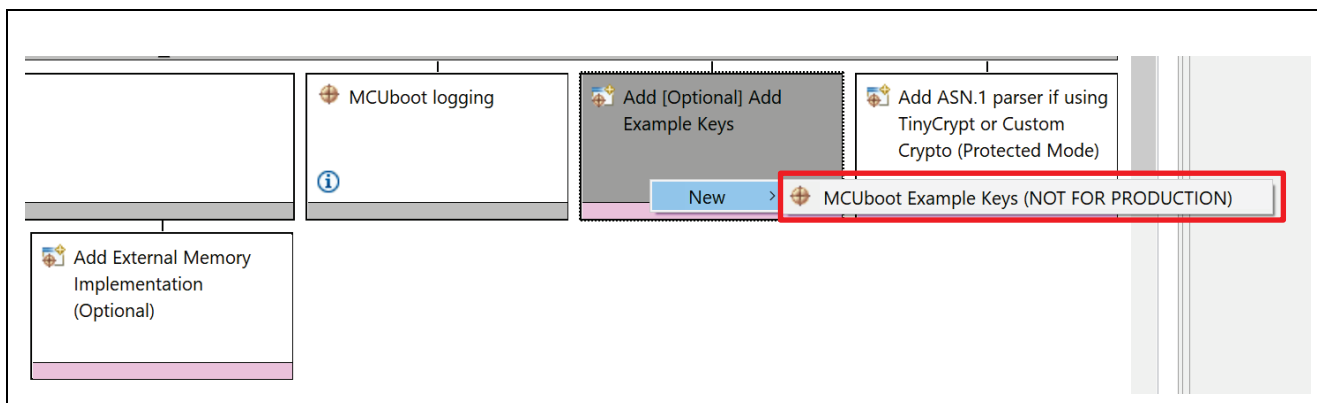 MCUboot logging
Add [Optional] Add
Example Keys
Add ASN.1 parser if using
TinyCrypt or Custom
Crypto (Protected Mode)
New >
MCUboot Example Keys (NOT FOR PRODUCTION)
Add External Memory
Implementation
(Optional)